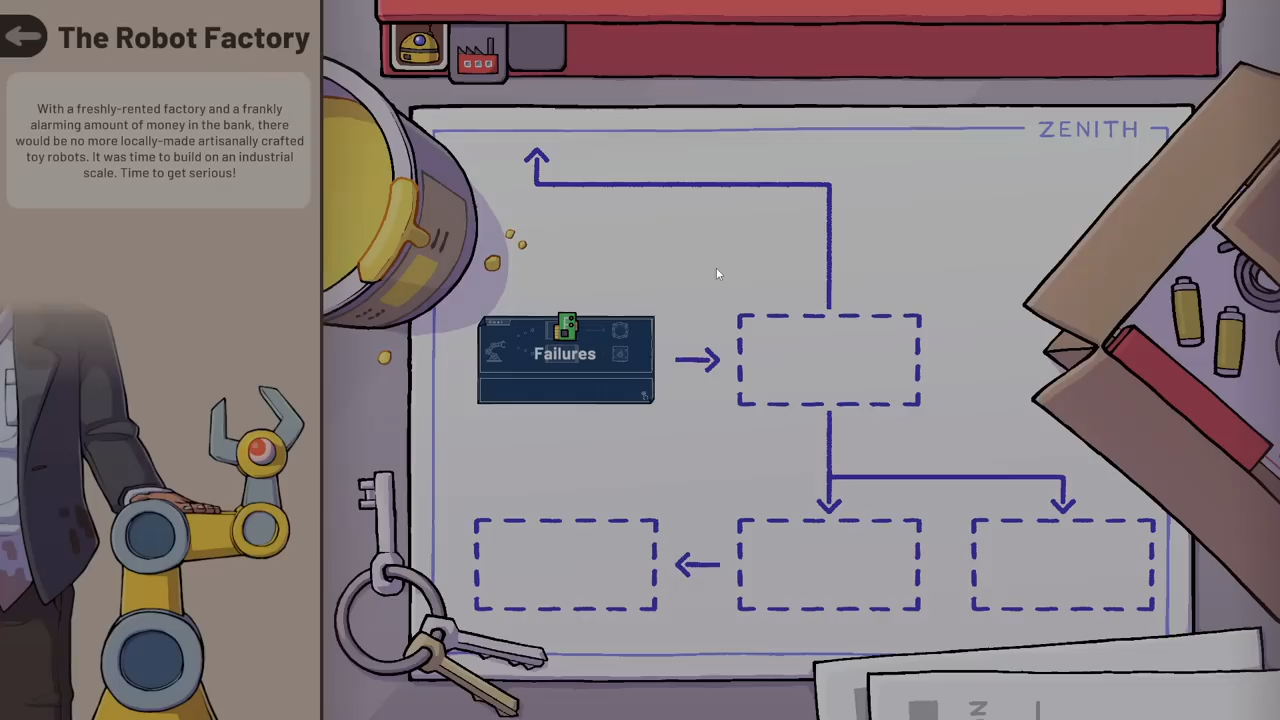 The Robot Factory
With a freshly-rented factory and a frankly
alarming amount of money in the bank, there
would be no more locally-made artisanally crafted
toy robots. It was time to build on an industrial
scale. Time to get serious!
ZENITH
Failures